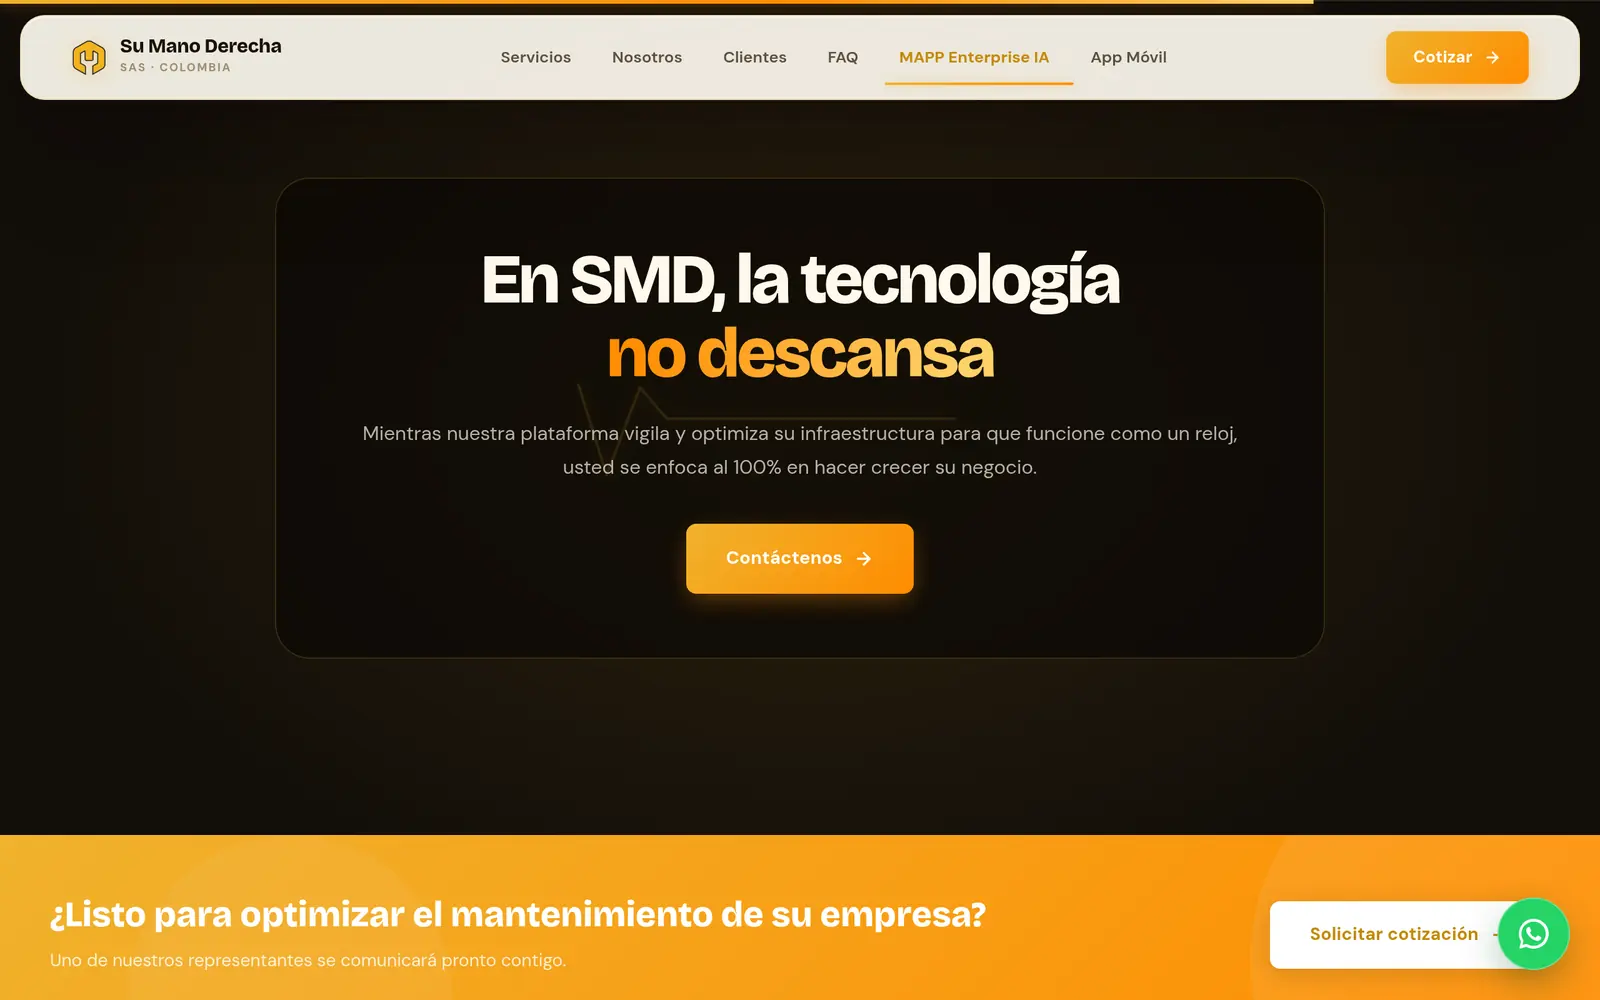 Su Mano Derecha
SAS · COLOMBIA
Servicios
Nosotros
Clientes
FAQ
MAPP Enterprise IA
App Móvil
Cotizar →
En SMD, la tecnología
no descansa
Mientras nuestra plataforma vigila y optimiza su infraestructura para que funcione como un reloj,
usted se enfoca al 100% en hacer crecer su negocio.
Contáctenos →
¿Listo para optimizar el mantenimiento de su empresa?
Uno de nuestros representantes se comunicará pronto contigo.
Solicitar cotización